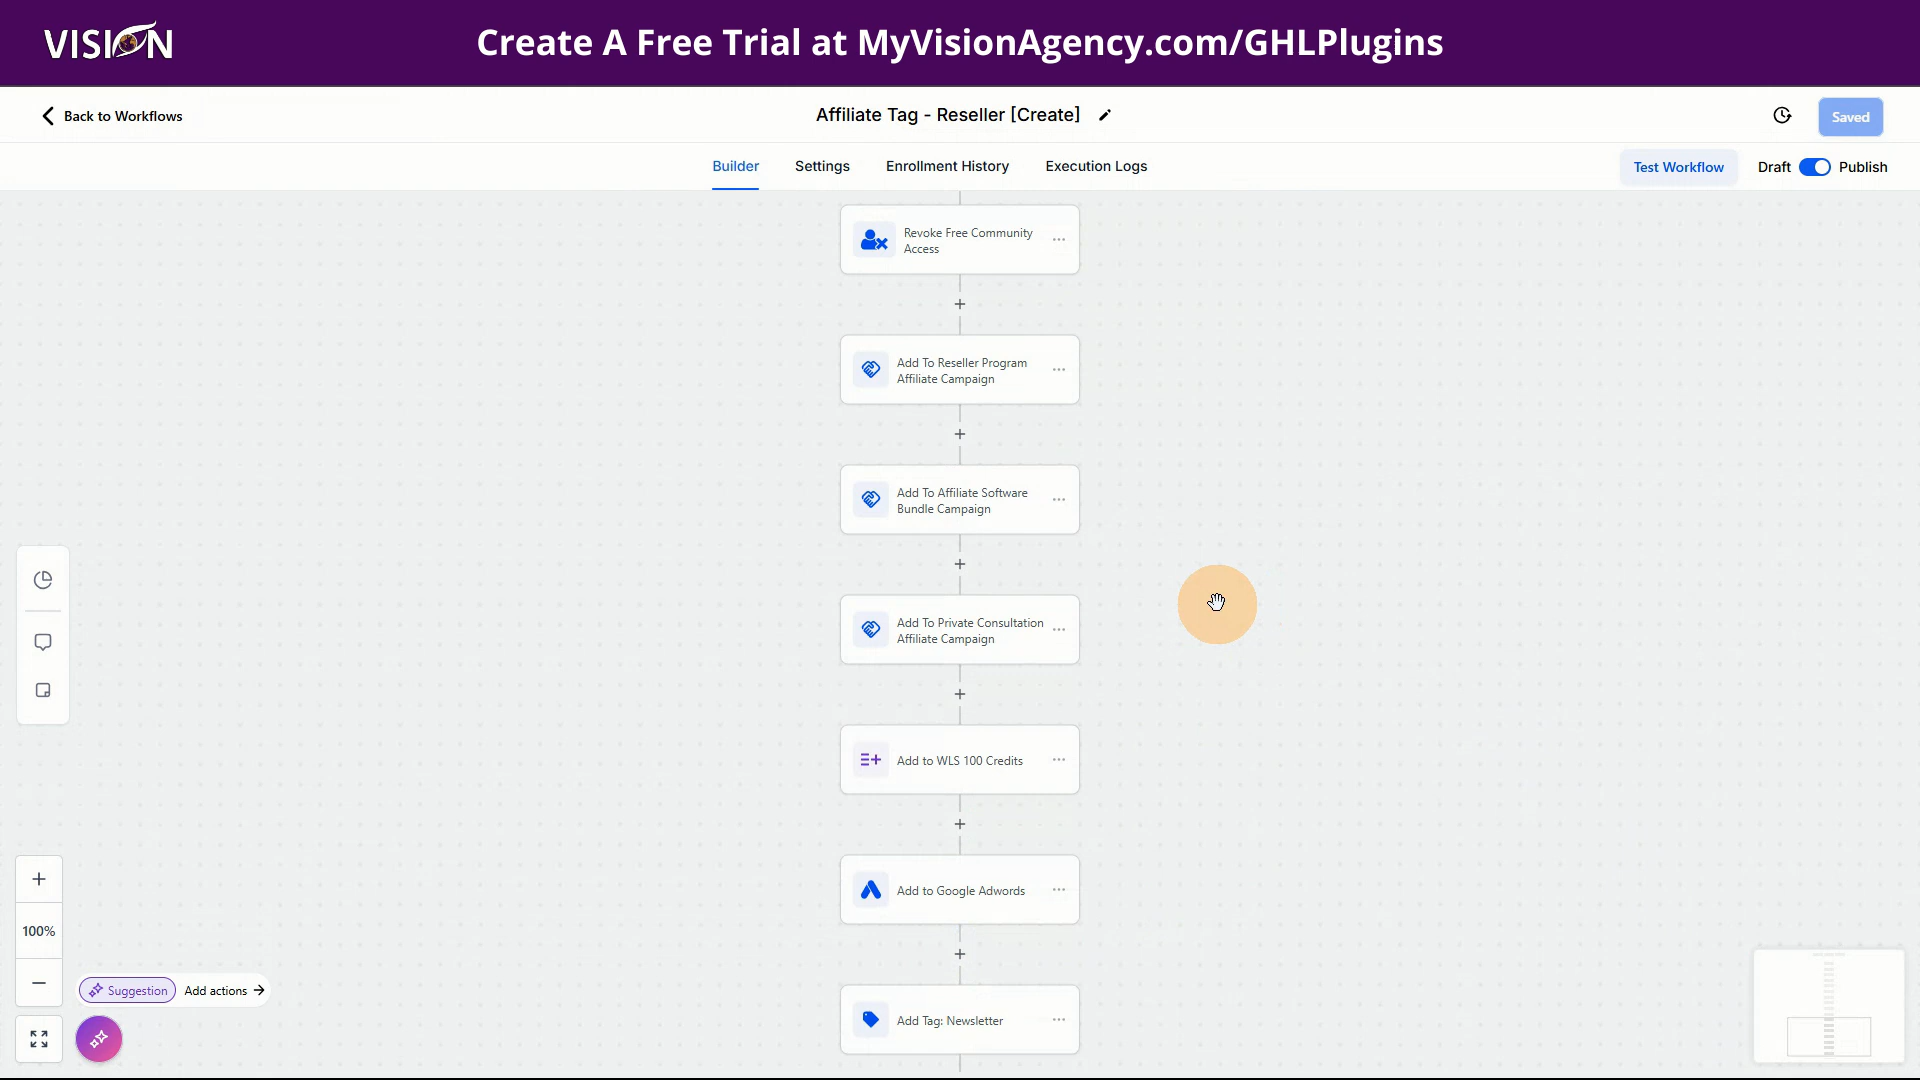 VISION
Create A Free Trial at MyVisionAgency.com/GHLPlugins
Back to Workflows
Affiliate Tag - Reseller [Create]
Saved
Builder
Settings
Enrollment History
Execution Logs
Test Workflow
Draft
Publish
Revoke Free Community
Access
Add To Reseller Program
Affiliate Campaign
Add To Affiliate Software
Bundle Campaign
Add To Private Consultation
Affiliate Campaign
Add to WLS 100 Credits
Add to Google Adwords
Add Tag: Newsletter
100%
Suggestion
Add actions